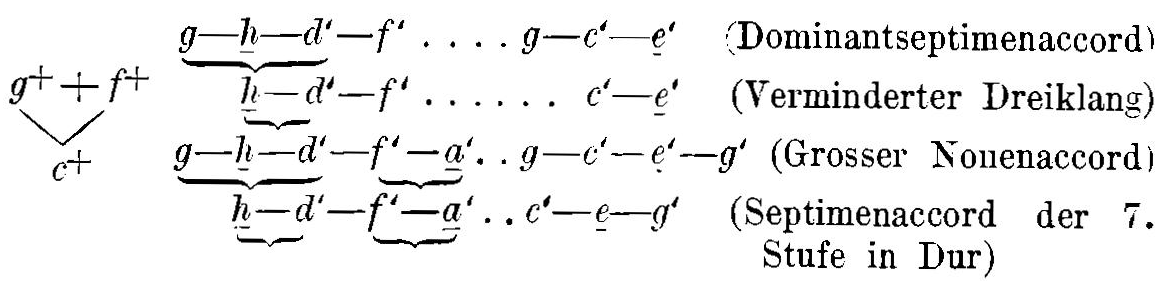 g—h—d'—f' . . . . g—c'—e' (Dominantseptimenaccord)
g+ + f+ h—d'—f' . . . . . . c'—e' (Verminderter Dreiklang)
c+ g—h—d'—f'—a'. . g—c'—e'—g' (Grosser Nonenaccord)
h—d'—f'—a' . . c'—e—g' (Septimenaccord der 7.
Stufe in Dur)